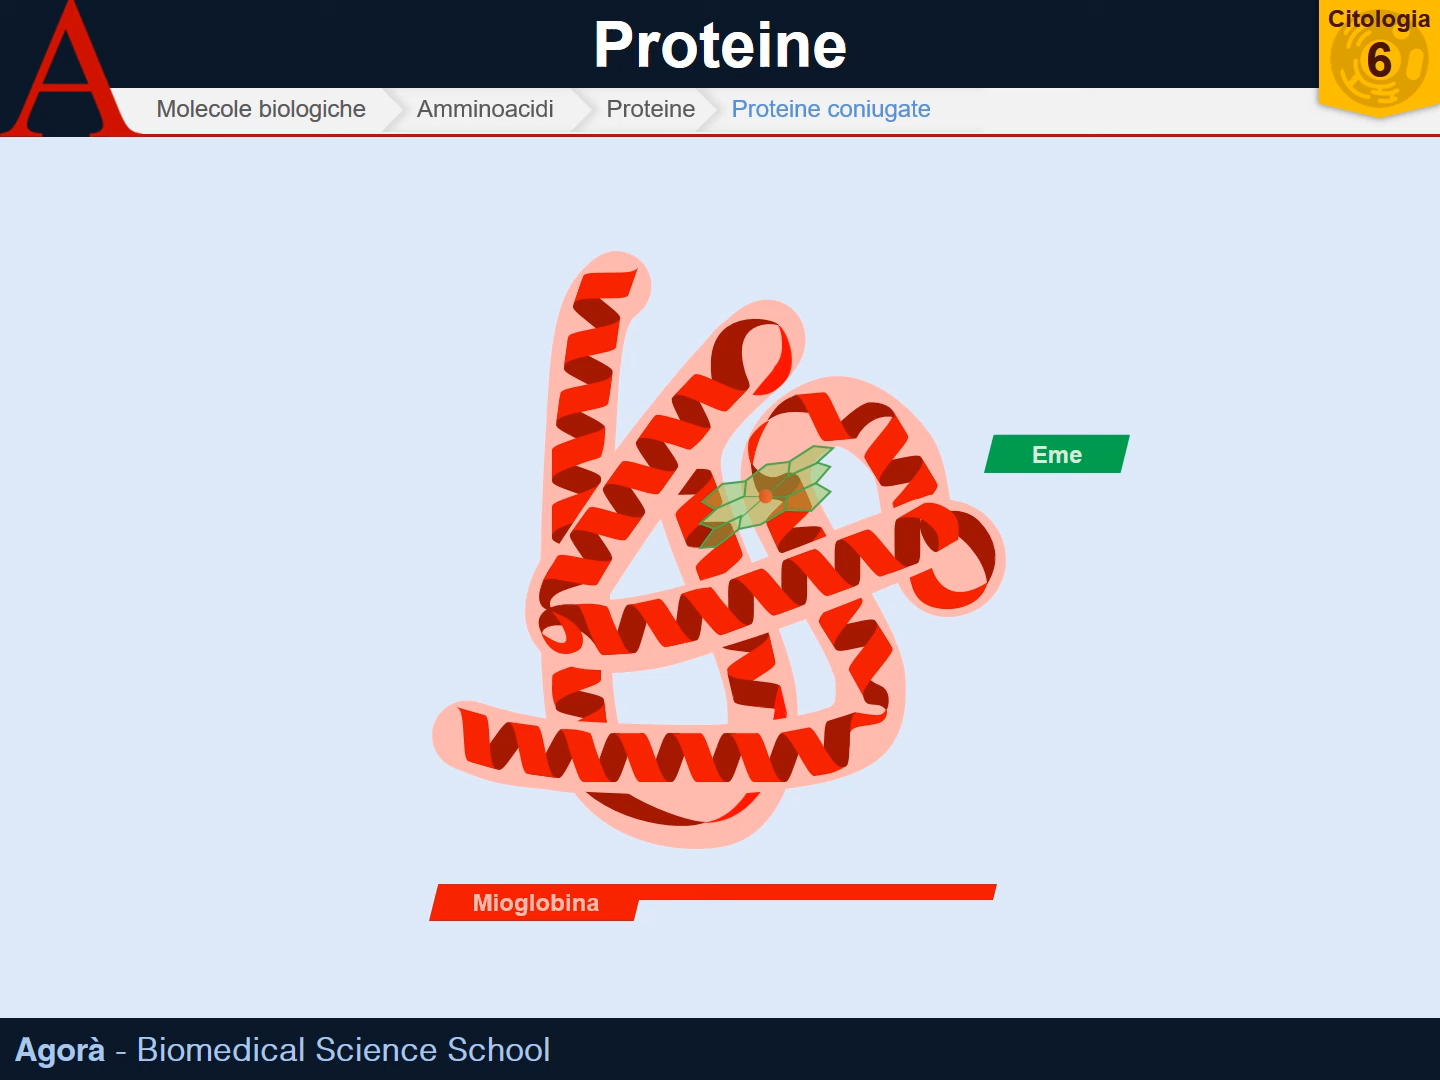 A
Proteine
Citologia
6
Molecole biologiche
Amminoacidi
Proteine
Proteine coniugate
Eme
Mioglobina
Agorà - Biomedical Science School